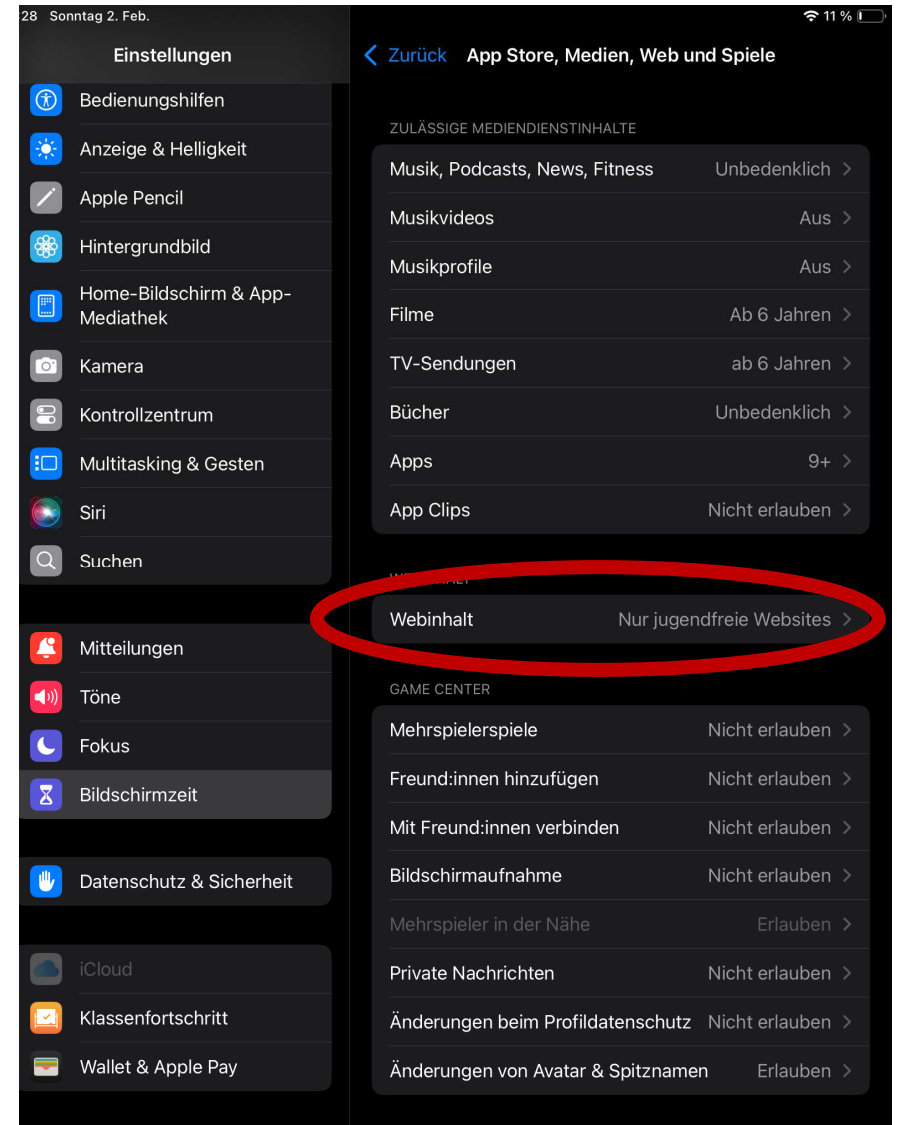 28 Sonntag 2. Feb.
11 %
Einstellungen
Bedienungshilfen
Anzeige & Helligkeit
Apple Pencil
Hintergrundbild
Home-Bildschirm & App-
Mediathek
Kamera
Kontrollzentrum
Multitasking & Gesten
Siri
Suchen
Mitteilungen
Töne
Fokus
Bildschirmzeit
Datenschutz & Sicherheit
iCloud
Klassenfortschritt
Wallet & Apple Pay
Zurück App Store, Medien, Web und Spiele
ZULÄSSIGE MEDIENDIENSTINHALTE
Musik, Podcasts, News, Fitness Unbedenklich
Musikvideos Aus
Musikprofile Aus
Filme Ab 6 Jahren
TV-Sendungen ab 6 Jahren
Bücher Unbedenklich
Apps 9+
App Clips Nicht erlauben
Webinhalt Nur jugendfreie Websites
GAME CENTER
Mehrspielerspiele Nicht erlauben
Freund:innen hinzufügen Nicht erlauben
Mit Freund:innen verbinden Nicht erlauben
Bildschirmaufnahme Nicht erlauben
Mehrspieler in der Nähe Erlauben
Private Nachrichten Nicht erlauben
Änderungen beim Profildatenschutz Nicht erlauben
Änderungen von Avatar & Spitznamen Erlauben